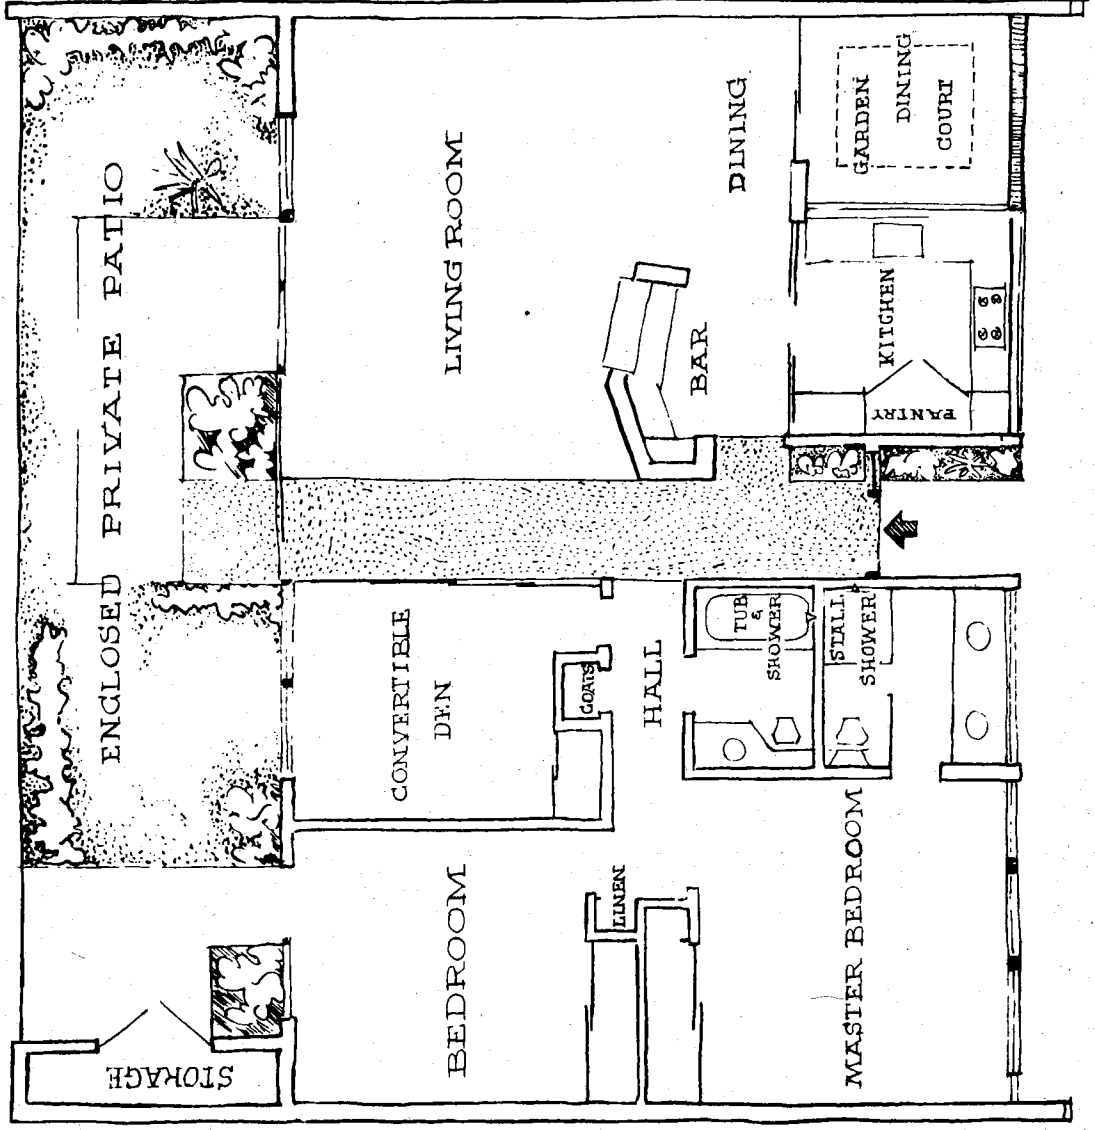 ENCLOSED PRIVATE PATIO
LIVING ROOM
DINING
GARDEN
DINING
COURT
KITCHEN
PANTRY
BAR
CONVERTIBLE
DEN
COATS
HALL
TUB
&
SHOWER
STALL
SHOWER
BEDROOM
LINEN
MASTER BEDROOM
STORAGE